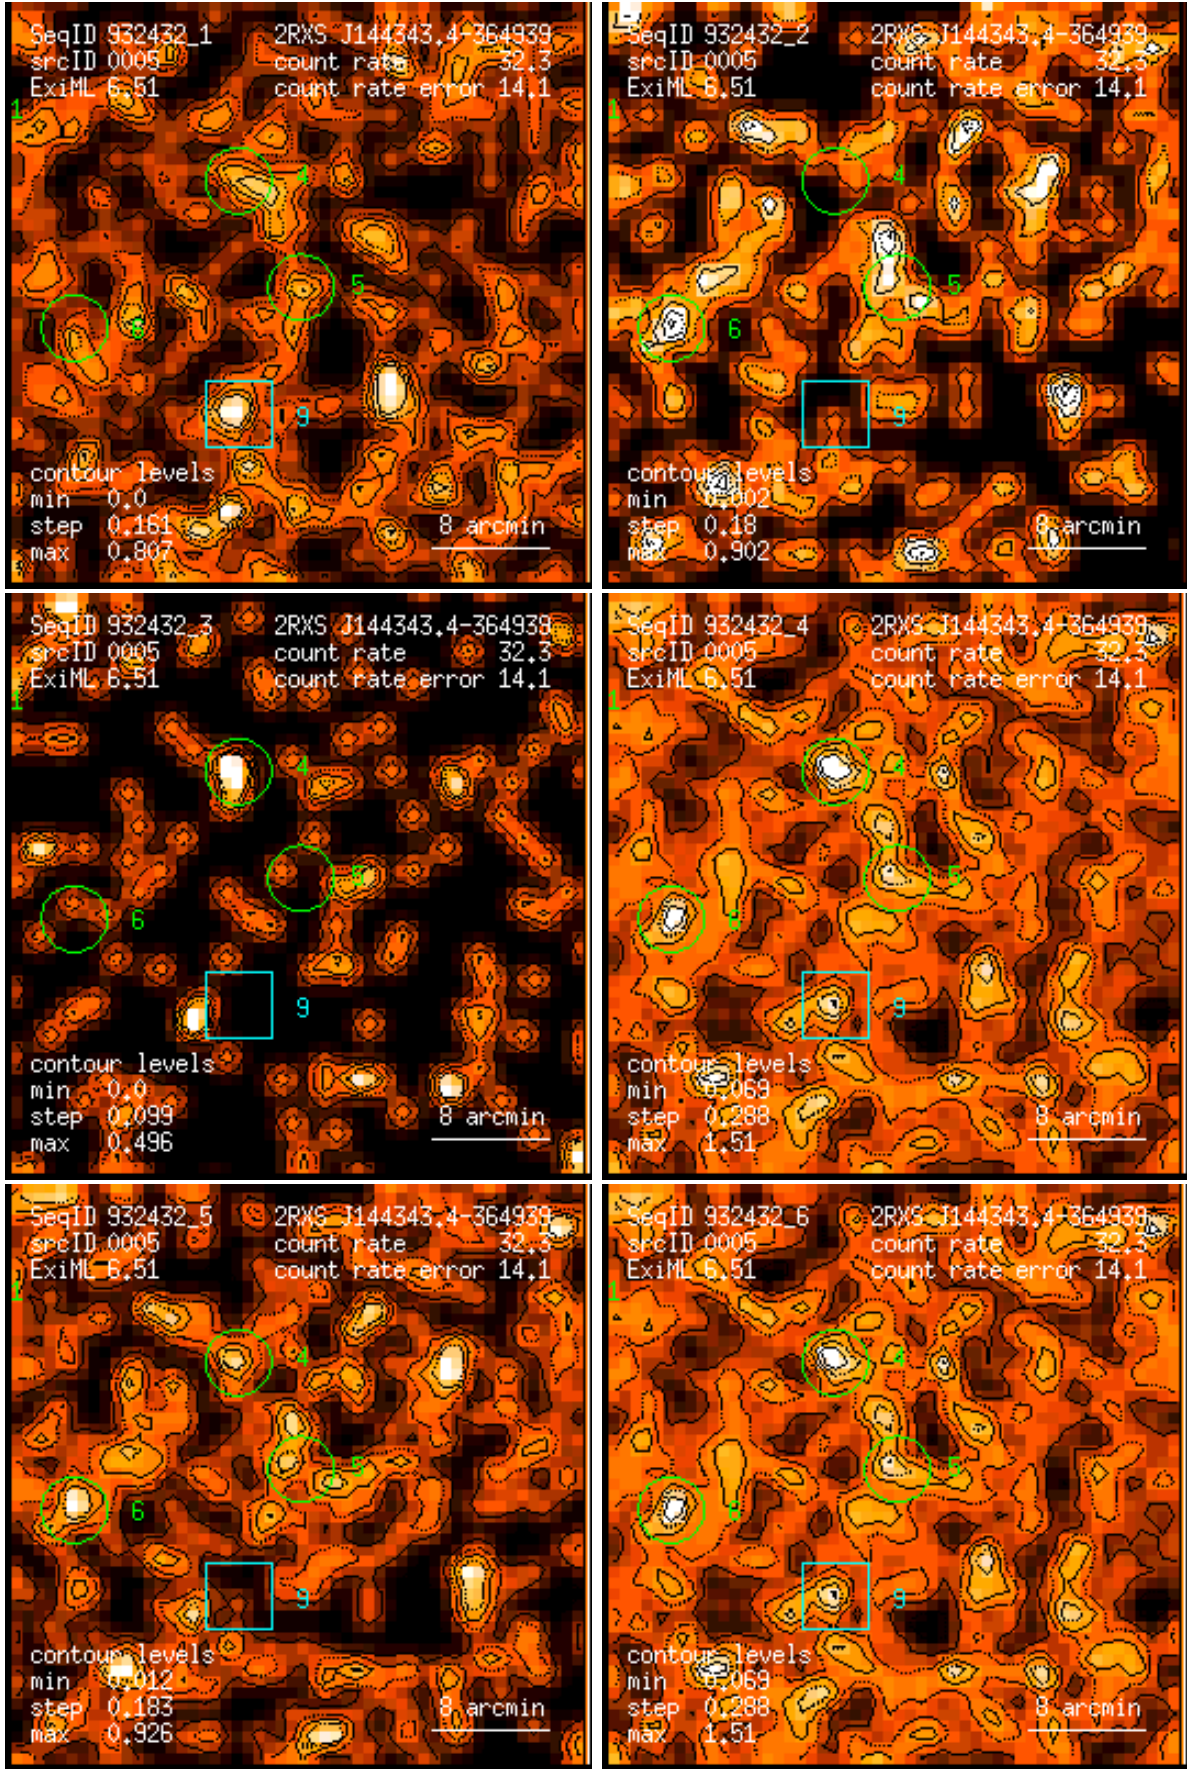 SeqID 932432_1 2RXS J144343.4-364939
srcID 0005 count rate 32.3
ExiML 6.51 count rate error 14.1
1
4
5
6
9
contour levels
min 0.0
step 0.161 8 arcmin
max 0.807
SeqID 932432_2 2RXS J144343.4-364939
srcID 0005 count rate 32.3
ExiML 6.51 count rate error 14.1
1
4
5
6
9
contour levels
min 0.002
step 0.18 8 arcmin
max 0.902
SeqID 932432_3 2RXS J144343.4-364939
srcID 0005 count rate 32.3
ExiML 6.51 count rate error 14.1
1
4
5
6
9
contour levels
min 0.0
step 0.099 8 arcmin
max 0.496
SeqID 932432_4 2RXS J144343.4-364939
srcID 0005 count rate 32.3
ExiML 6.51 count rate error 14.1
1
4
5
6
9
contour levels
min 0.069
step 0.288 8 arcmin
max 1.51
SeqID 932432_5 2RXS J144343.4-364939
srcID 0005 count rate 32.3
ExiML 6.51 count rate error 14.1
1
4
5
6
9
contour levels
min 0.012
step 0.183 8 arcmin
max 0.926
SeqID 932432_6 2RXS J144343.4-364939
srcID 0005 count rate 32.3
ExiML 6.51 count rate error 14.1
1
4
5
6
9
contour levels
min 0.069
step 0.288 8 arcmin
max 1.51